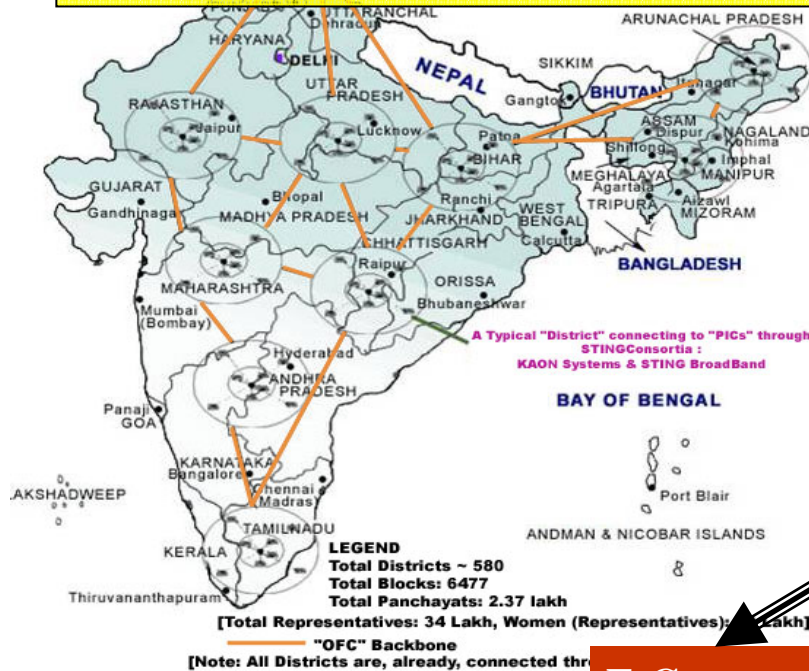 UTTARANCHAL
Dehradun
ARUNACHAL PRADESH
HARYANA
DELHI
NEPAL
SIKKIM
UTTAR
PRADESH
Gangtok
BHUTAN
Itanagar
RAJASTHAN
Jaipur
Lucknow
Patna
BIHAR
ASSAM
Dispur
NAGALAND
Kohima
Shillong
Imphal
MEGHALAYA
MANIPUR
GUJARAT
Gandhinagar
Bhopal
MADHYA PRADESH
Ranchi
JHARKHAND
WEST
BENGAL
Calcutta
Agartala
TRIPURA
Aizawl
MIZORAM
CHHATTISGARH
Raipur
BANGLADESH
MAHARASHTRA
ORISSA
Bhubaneshwar
Mumbai
(Bombay)
A Typical "District" connecting to "PICs" through
STINGConsortia :
KAON Systems & STING BroadBand
Hyderabad
ANDHRA
PRADESH
BAY OF BENGAL
Panaji
GOA
KARNATAKA
Bangalore
Chennai
(Madras)
AKSHADWEEP
Port Blair
TAMILNADU
ANDMAN & NICOBAR ISLANDS
KERALA
LEGEND
Total Districts ~ 580
Total Blocks: 6477
Total Panchayats: 2.37 lakh
Thiruvananthapuram
[Total Representatives: 34 Lakh, Women (Representatives): Lakh]
"OFC" Backbone
[Note: All Districts are, already, connected